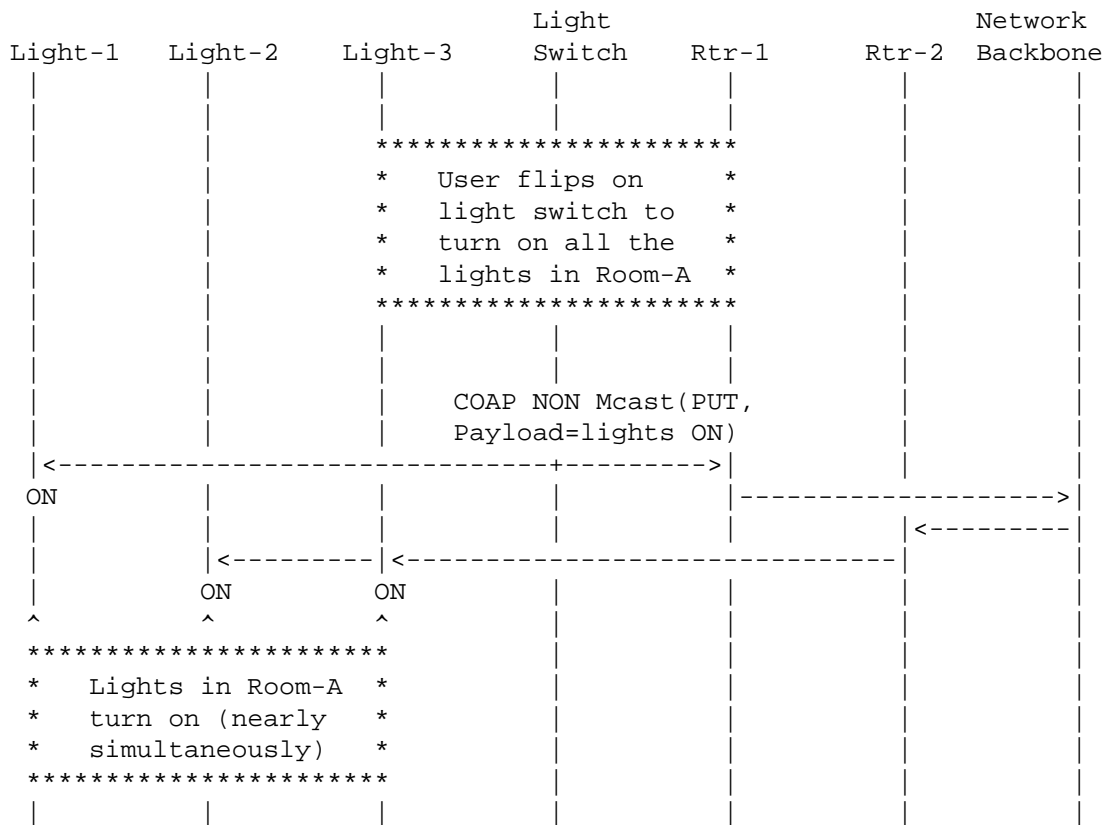 Light Network
Light-1 Light-2 Light-3 Switch Rtr-1 Rtr-2 Backbone
User flips on
light switch to
turn on all the
lights in Room-A
COAP NON Mcast(PUT,
Payload=lights ON)
ON
ON ON
Lights in Room-A
turn on (nearly
simultaneously)